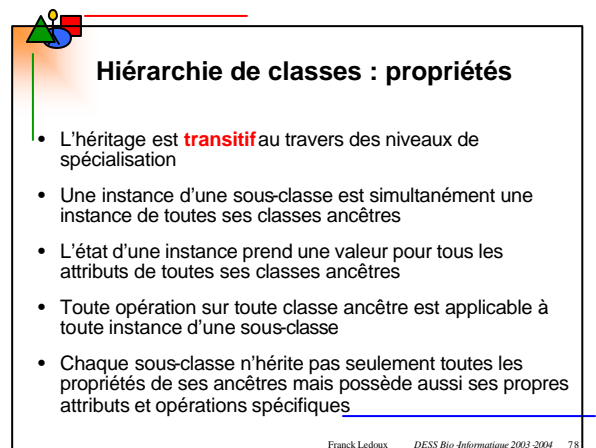 Hiérarchie de classes : propriétés
• L'héritage est transitif au travers des niveaux de
spécialisation
• Une instance d'une sous-classe est simultanément une
instance de toutes ses classes ancêtres
• L'état d'une instance prend une valeur pour tous les
attributs de toutes ses classes ancêtres
• Toute opération sur toute classe ancêtre est applicable à
toute instance d'une sous-classe
• Chaque sous-classe n'hérite pas seulement toutes les
propriétés de ses ancêtres mais possède aussi ses propres
attributs et opérations spécifiques
Franck Ledoux DESS Bio-Informatique 2003-2004 78